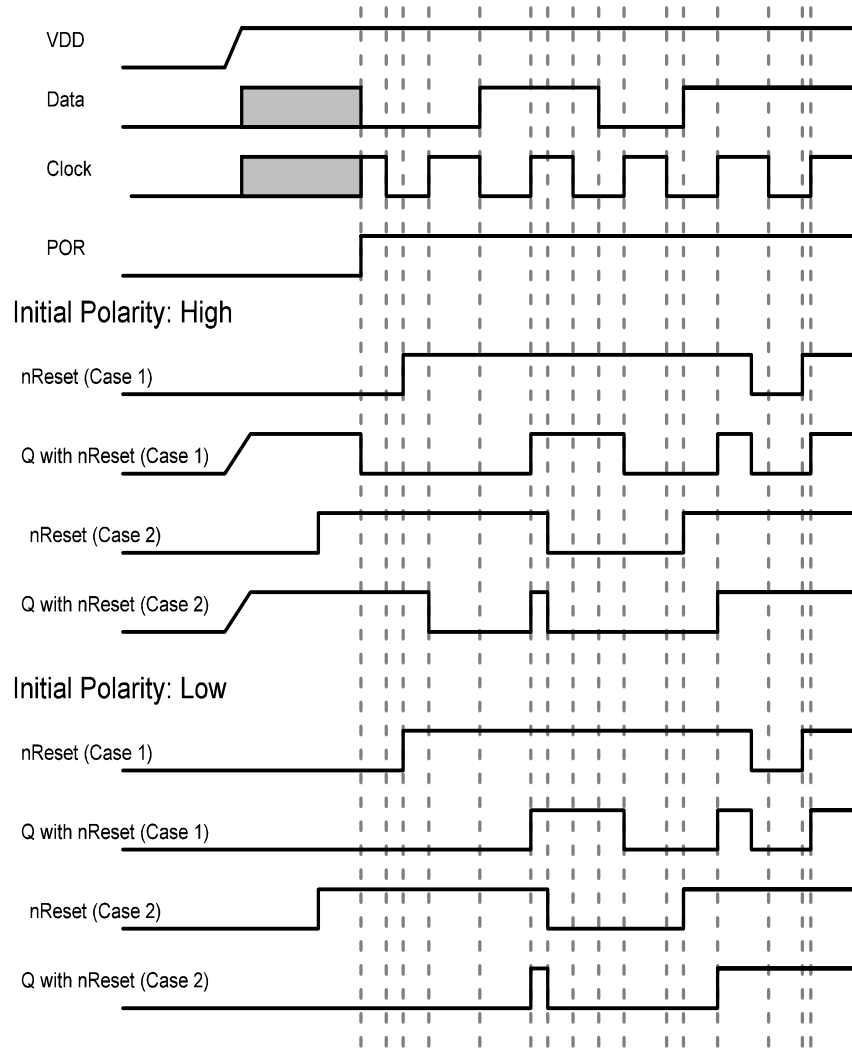 VDD
Data
Clock
POR
Initial Polarity: High
nReset (Case 1)
Q with nReset (Case 1)
nReset (Case 2)
Q with nReset (Case 2)
Initial Polarity: Low
nReset (Case 1)
Q with nReset (Case 1)
nReset (Case 2)
Q with nReset (Case 2)